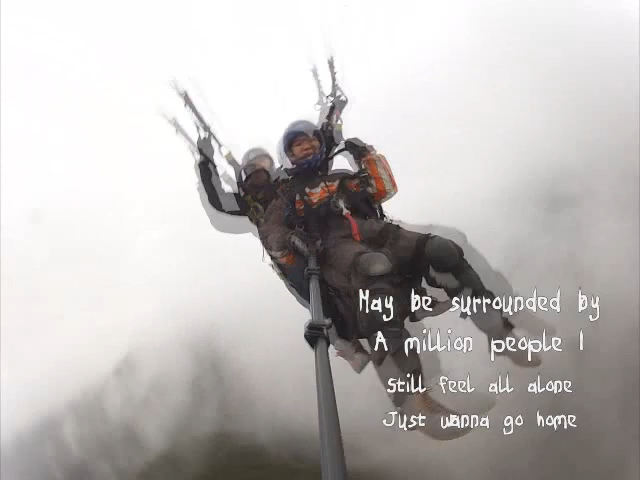 May be surrounded by
A million people I
Still feel all alone
Just wanna go home